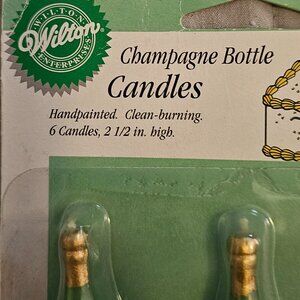 WILTON
Wilton
ENTERPRISES
Champagne Bottle
Candles
Handpainted. Clean-burning.
6 Candles, 2 1/2 in. high.